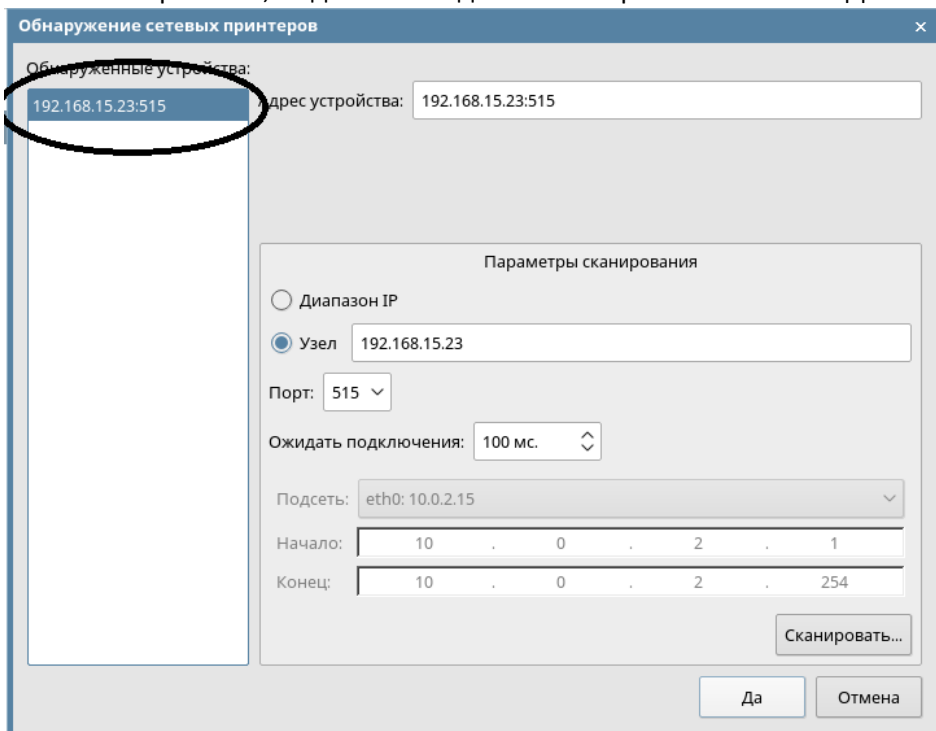 Обнаружение сетевых принтеров
Обнаруженные устройства:
192.168.15.23:515
Адрес устройства: 192.168.15.23:515
Параметры сканирования
Диапазон IP
Узел 192.168.15.23
Порт: 515
Ожидать подключения: 100 мс.
Подсеть: eth0: 10.0.2.15
Начало: 10 . 0 . 2 . 1
Конец: 10 . 0 . 2 . 254
Сканировать...
Да Отмена